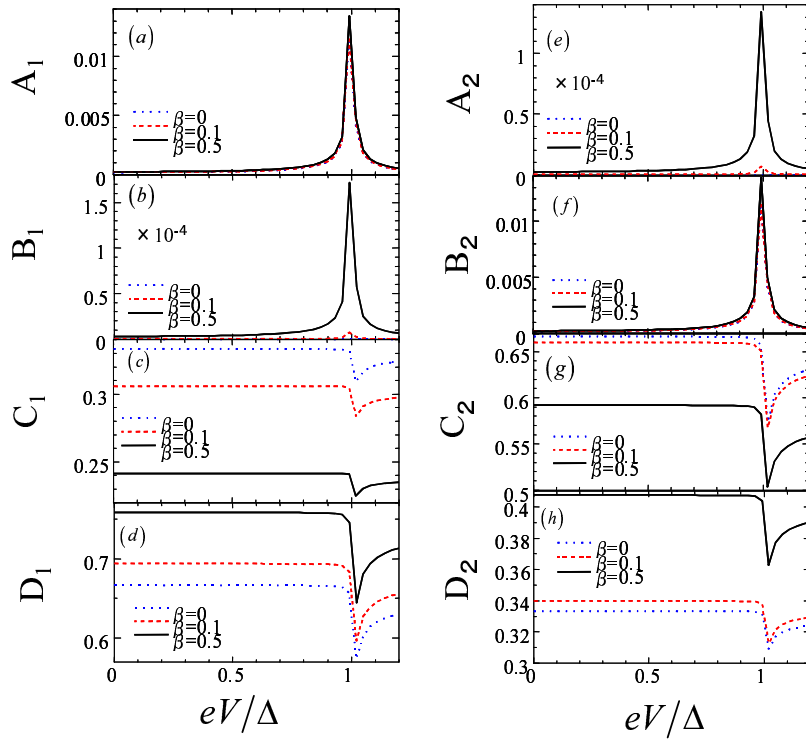 A1
(a)
0.01
0.005
0
β=0
β=0.1
β=0.5
B1
(b)
× 10-4
1.5
1
0.5
0
β=0
β=0.1
β=0.5
C1
(c)
0.3
0.25
β=0
β=0.1
β=0.5
D1
(d)
0.7
0.6
β=0
β=0.1
β=0.5
0
0.5
1
eV/Δ
A2
(e)
× 10-4
1
0.5
0
β=0
β=0.1
β=0.5
B2
(f)
0.01
0.005
0
β=0
β=0.1
β=0.5
C2
(g)
0.65
0.6
0.55
0.5
β=0
β=0.1
β=0.5
D2
(h)
0.4
0.38
0.36
0.34
0.32
0.3
β=0
β=0.1
β=0.5
0
0.5
1
eV/Δ